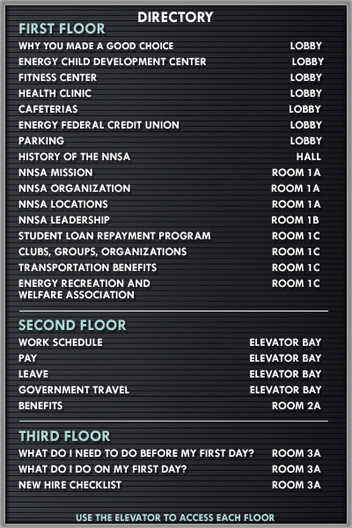 DIRECTORY
FIRST FLOOR
WHY YOU MADE A GOOD CHOICE LOBBY
ENERGY CHILD DEVELOPMENT CENTER LOBBY
FITNESS CENTER LOBBY
HEALTH CLINIC LOBBY
CAFETERIAS LOBBY
ENERGY FEDERAL CREDIT UNION LOBBY
PARKING LOBBY
HISTORY OF THE NNSA HALL
NNSA MISSION ROOM 1A
NNSA ORGANIZATION ROOM 1A
NNSA LOCATIONS ROOM 1A
NNSA LEADERSHIP ROOM 1B
STUDENT LOAN REPAYMENT PROGRAM ROOM 1C
CLUBS, GROUPS, ORGANIZATIONS ROOM 1C
TRANSPORTATION BENEFITS ROOM 1C
ENERGY RECREATION AND ROOM 1C
WELFARE ASSOCIATION
SECOND FLOOR
WORK SCHEDULE ELEVATOR BAY
PAY ELEVATOR BAY
LEAVE ELEVATOR BAY
GOVERNMENT TRAVEL ELEVATOR BAY
BENEFITS ROOM 2A
THIRD FLOOR
WHAT DO I NEED TO DO BEFORE MY FIRST DAY? ROOM 3A
WHAT DO I DO ON MY FIRST DAY? ROOM 3A
NEW HIRE CHECKLIST ROOM 3A
USE THE ELEVATOR TO ACCESS EACH FLOOR